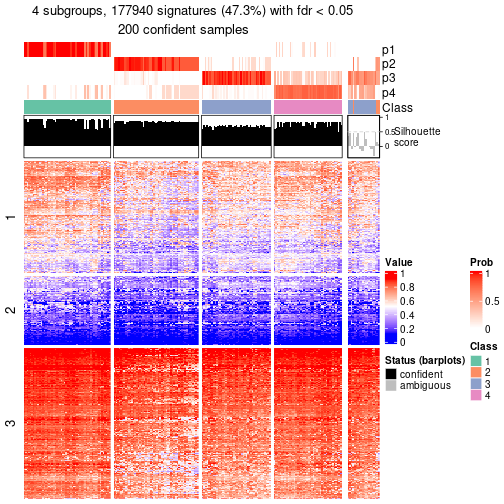 4 subgroups, 177940 signatures (47.3%) with fdr < 0.05
200 confident samples
p1
p2
p3
p4
Class
1
0.5
0
Silhouette
score
1
2
3
Value
1
0.8
0.6
0.4
0.2
0
Prob
1
0.5
0
Status (barplots)
confident
ambiguous
Class
1
2
3
4